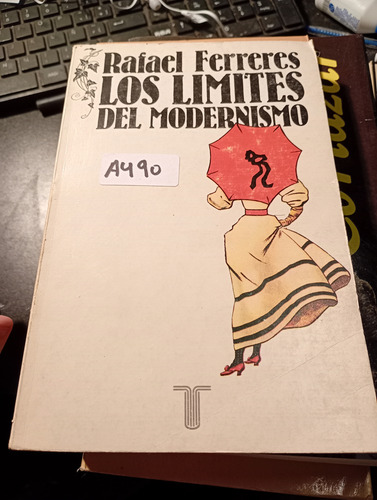 Rafael Ferreres
LOS LIMITES
DEL MODERNISMO
A490